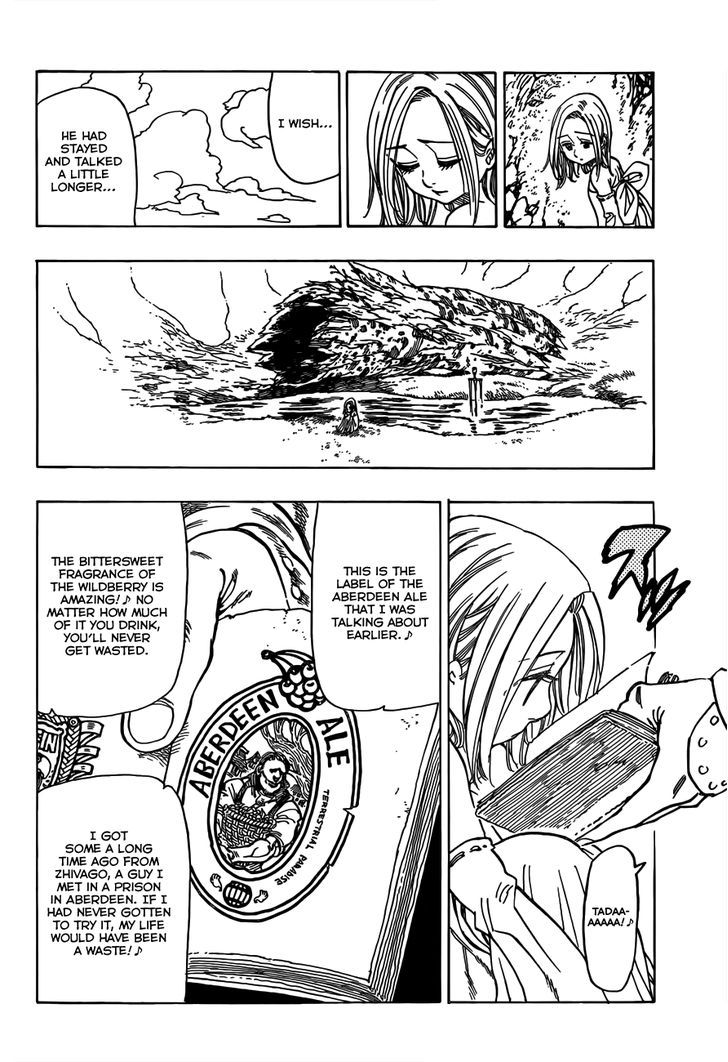 I WISH...
HE HAD
STAYED
AND TALKED
A LITTLE
LONGER...
ズッ
TADAA-
AAAAA!♪
THIS IS THE
LABEL OF THE
ABERDEEN ALE
THAT I WAS
TALKING ABOUT
EARLIER.♪
THE BITTERSWEET
FRAGRANCE OF
THE WILDBERRY IS
AMAZING!♪ NO
MATTER HOW MUCH
OF IT YOU DRINK,
YOU'LL NEVER
GET WASTED.
ABERDEEN ALE
TERRESTRIAL PARADISE
EN
I GOT
SOME A LONG
TIME AGO FROM
ZHIVAGO, A GUY I
MET IN A PRISON
IN ABERDEEN. IF I
HAD NEVER GOTTEN
TO TRY IT, MY LIFE
WOULD HAVE BEEN
A WASTE!♪